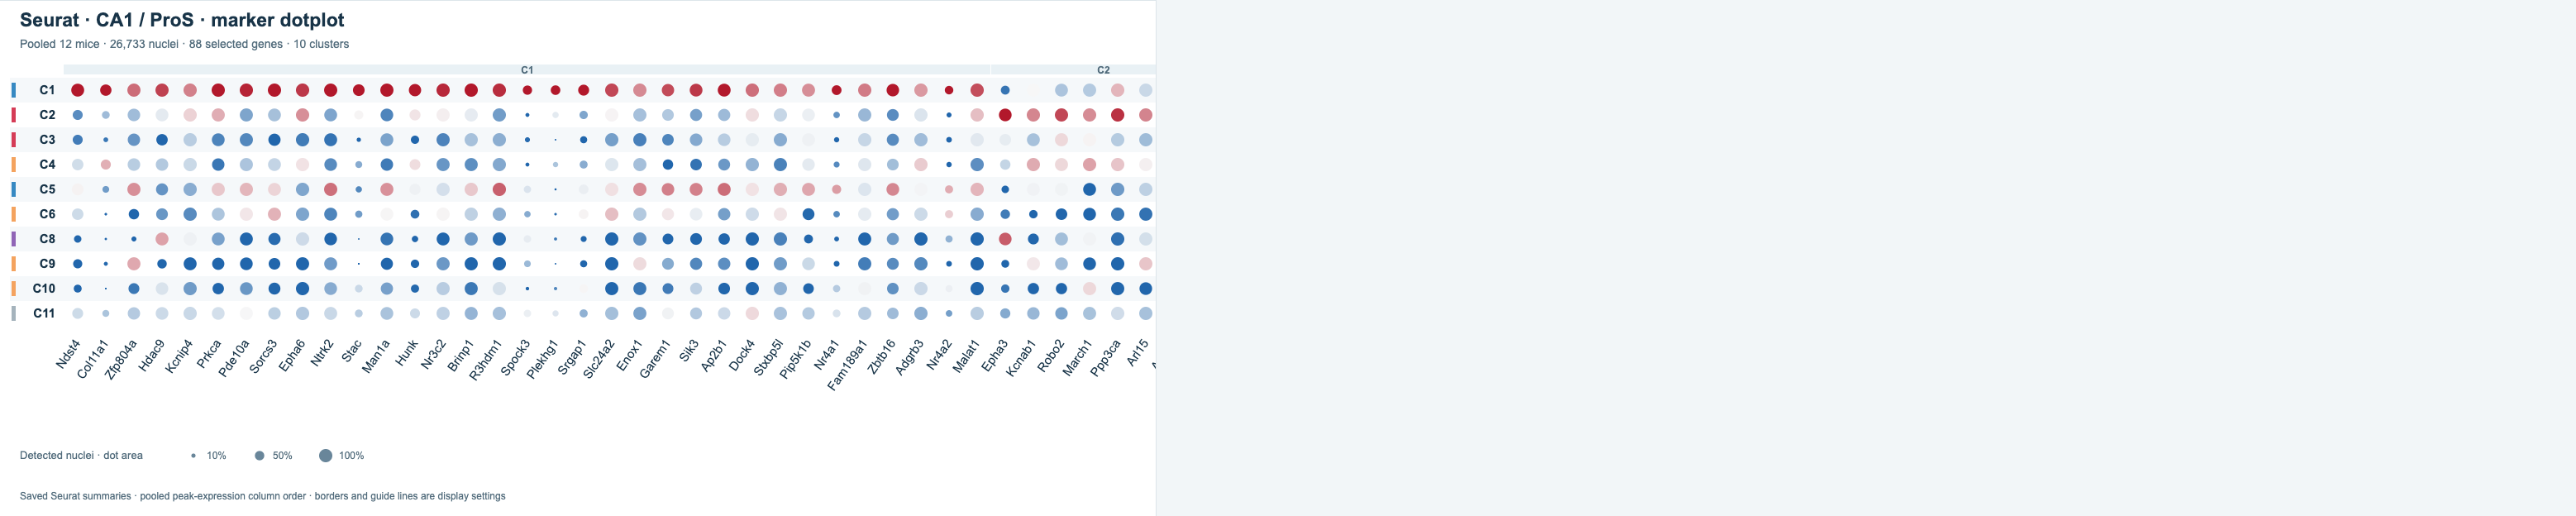 Seurat · CA1 / ProS · marker dotplot
Pooled 12 mice · 26,733 nuclei · 88 selected genes · 10 clusters
C1 C2
C1
C2
C3
C4
C5
C6
C8
C9
C10
C11
Ndst4 Col11a1 Zfp804a Hdac9 Kcnip4 Prkca Pde10a Sorcs3 Epha6 Ntrk2 Stac Man1a Hunk Nr3c2 Brinp1 R3hdm1 Spock3 Plekhg1 Srgap1 Slc24a2 Enox1 Garem1 Sik3 Ap2b1 Dock4 Stxbp5l Pip5k1b Nr4a1 Fam189a1 Zbtb16 Adgrb3 Nr4a2 Malat1 Epha3 Kcnab1 Robo2 March1 Ppp3ca Arl15
Detected nuclei · dot area 10% 50% 100%
Saved Seurat summaries · pooled peak-expression column order · borders and guide lines are display settings